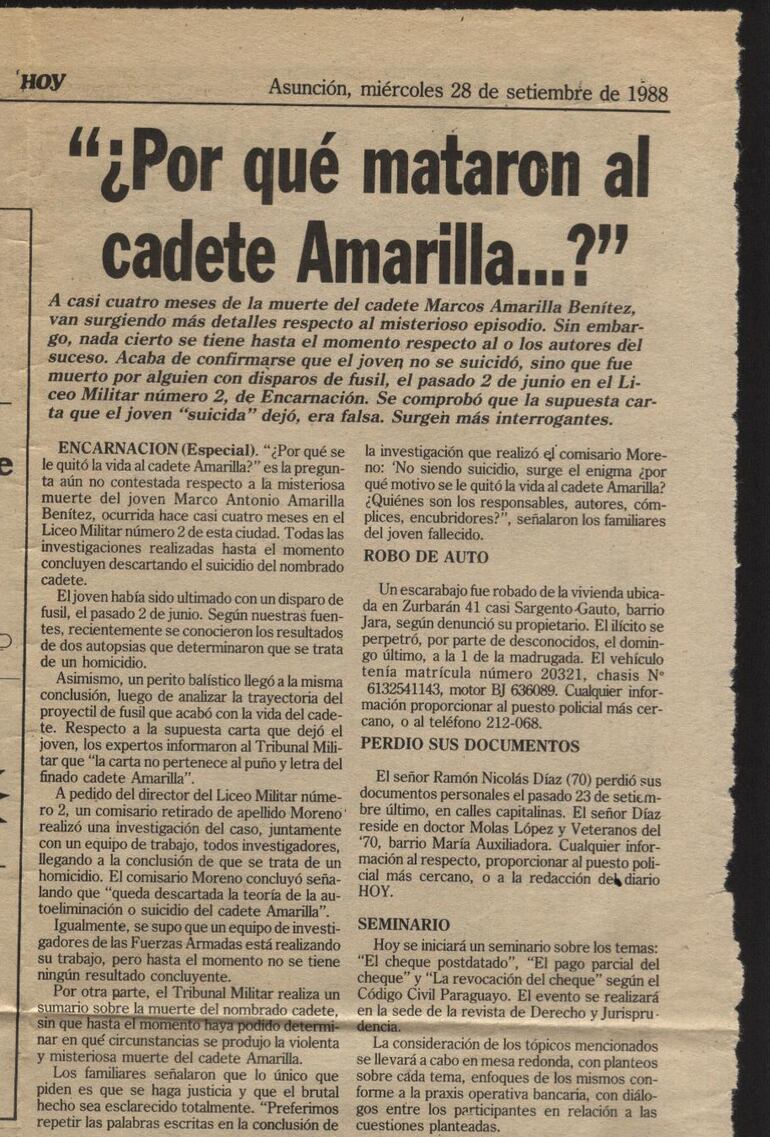 HOY
Asunción, miércoles 28 de setiembre de 1988
“¿Por qué mataron al
cadete Amarilla...?”
A casi cuatro meses de la muerte del cadete Marcos Amarilla Benítez,
van surgiendo más detalles respecto al misterioso episodio. Sin embar-
go, nada cierto se tiene hasta el momento respecto al o los autores del
suceso. Acaba de confirmarse que el joven no se suicidó, sino que fue
muerto por alguien con disparos de fusil, el pasado 2 de junio en el Li-
ceo Militar número 2, de Encarnación. Se comprobó que la supuesta car-
ta que el joven “suicida” dejó, era falsa. Surgen más interrogantes.
ENCARNACION (Especial). “¿Por qué se
le quitó la vida al cadete Amarilla?” es la pregun-
ta aún no contestada respecto a la misteriosa
muerte del joven Marco Antonio Amarilla
Benítez, ocurrida hace casi cuatro meses en el
Liceo Militar número 2 de esta ciudad. Todas las
investigaciones realizadas hasta el momento
concluyen descartando el suicidio del nombrado
cadete.
El joven había sido ultimado con un disparo de
fusil, el pasado 2 de junio. Según nuestras fuen-
tes, recientemente se conocieron los resultados
de dos autopsias que determinaron que se trata
de un homicidio.
Asimismo, un perito balístico llegó a la misma
conclusión, luego de analizar la trayectoria del
proyectil de fusil que acabó con la vida del cade-
te. Respecto a la supuesta carta que dejó el
joven, los expertos informaron al Tribunal Mili-
tar que “la carta no pertenece al puño y letra del
finado cadete Amarilla”.
A pedido del director del Liceo Militar núme-
ro 2, un comisario retirado de apellido Moreno
realizó una investigación del caso, juntamente
con un equipo de trabajo, todos investigadores,
llegando a la conclusión de que se trata de un
homicidio. El comisario Moreno concluyó seña-
lando que “queda descartada la teoría de la au-
toeliminación o suicidio del cadete Amarilla”.
Igualmente, se supo que un equipo de investi-
gadores de las Fuerzas Armadas está realizando
su trabajo, pero hasta el momento no se tiene
ningún resultado concluyente.
Por otra parte, el Tribunal Militar realiza un
sumario sobre la muerte del nombrado cadete,
sin que hasta el momento haya podido determi-
nar en qué circunstancias se produjo la violenta
y misteriosa muerte del cadete Amarilla.
Los familiares señalaron que lo único que
piden es que se haga justicia y que el brutal
hecho sea esclarecido totalmente. “Preferimos
repetir las palabras escritas en la conclusión de
la investigación que realizó el comisario More-
no: ‘No siendo suicidio, surge el enigma ¿por
qué motivo se le quitó la vida al cadete Amarilla?
¿Quiénes son los responsables, autores, cóm-
plices, encubridores?”, señalaron los familiares
del joven fallecido.
ROBO DE AUTO
Un escarabajo fue robado de la vivienda ubica-
da en Zurbarán 41 casi Sargento Gauto, barrio
Jara, según denunció su propietario. El ilícito se
perpetró, por parte de desconocidos, el domin-
go último, a la 1 de la madrugada. El vehículo
tenía matrícula número 20321, chasis Nº
6132541143, motor BJ 636089. Cualquier infor-
mación proporcionar al puesto policial más cer-
cano, o al teléfono 212-068.
PERDIO SUS DOCUMENTOS
El señor Ramón Nicolás Díaz (70) perdió sus
documentos personales el pasado 23 de setiem-
bre último, en calles capitalinas. El señor Díaz
reside en doctor Molas López y Veteranos del
’70, barrio María Auxiliadora. Cualquier infor-
mación al respecto, proporcionar al puesto poli-
cial más cercano, o a la redacción del diario
HOY.
SEMINARIO
Hoy se iniciará un seminario sobre los temas:
“El cheque postdatado”, “El pago parcial del
cheque” y “La revocación del cheque” según el
Código Civil Paraguayo. El evento se realizará
en la sede de la revista de Derecho y Jurispru-
dencia.
La consideración de los tópicos mencionados
se llevará a cabo en mesa redonda, con planteos
sobre cada tema, enfoques de los mismos con-
forme a la praxis operativa bancaria, con diálo-
gos entre los participantes en relación a las
cuestiones planteadas.